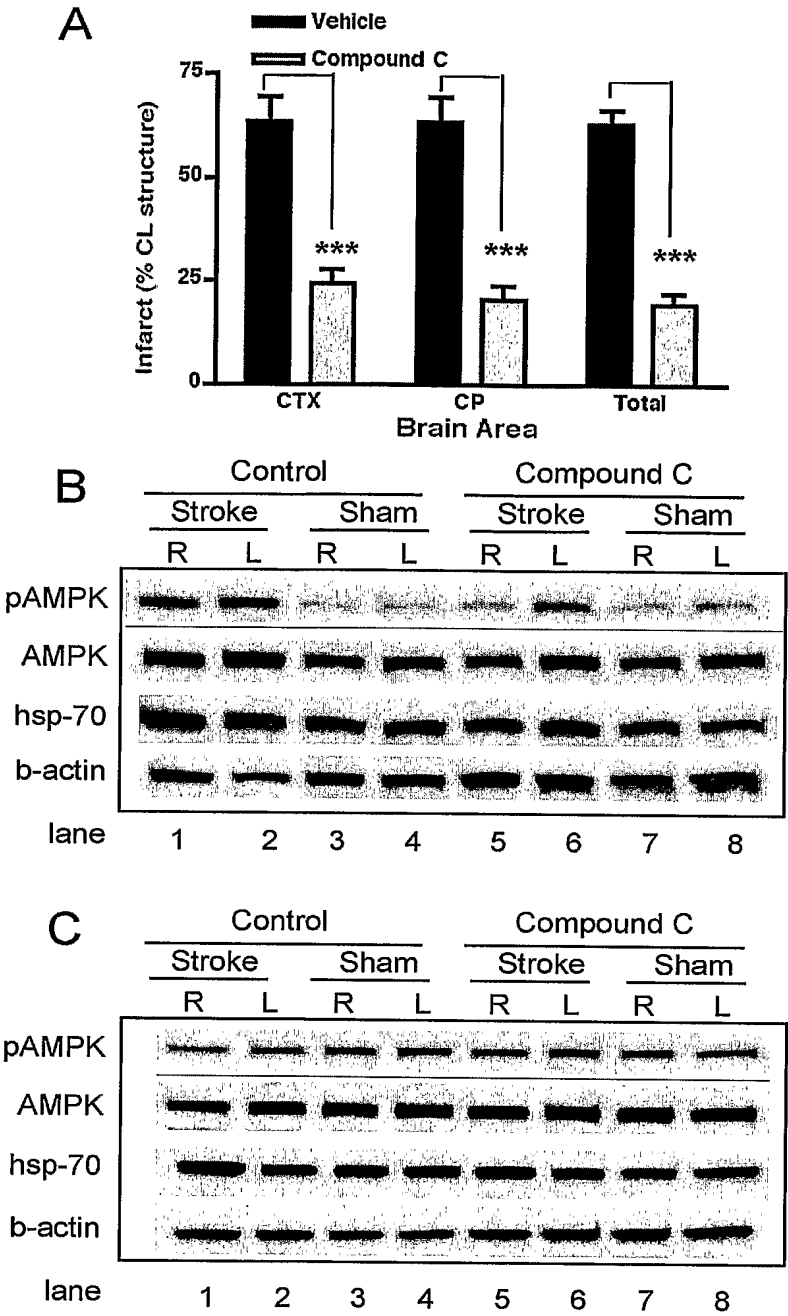 A
Vehicle
Compound C
Infarct (% CL structure)
75
50
25
0
***
***
***
CTX CP Total
Brain Area
B
Control Compound C
Stroke Sham Stroke Sham
R L R L R L R L
pAMPK
AMPK
hsp-70
b-actin
lane 1 2 3 4 5 6 7 8
C
Control Compound C
Stroke Sham Stroke Sham
R L R L R L R L
pAMPK
AMPK
hsp-70
b-actin
lane 1 2 3 4 5 6 7 8